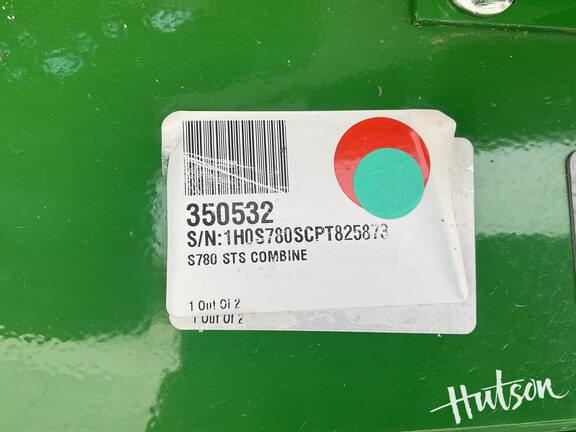 350532
S/N:1H0S780SCPT825873
S780 STS COMBINE
1 Out Of 2
1 Out Of 2
Hutson